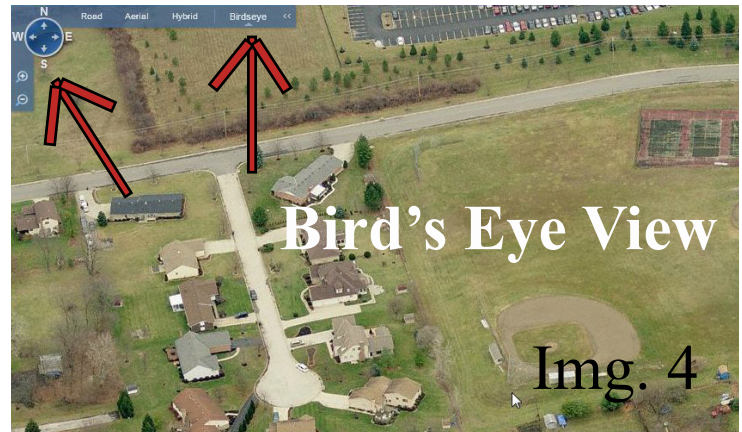 N
Road Aerial Hybrid Birdseye <<
W E
S
Bird's Eye View
Img. 4